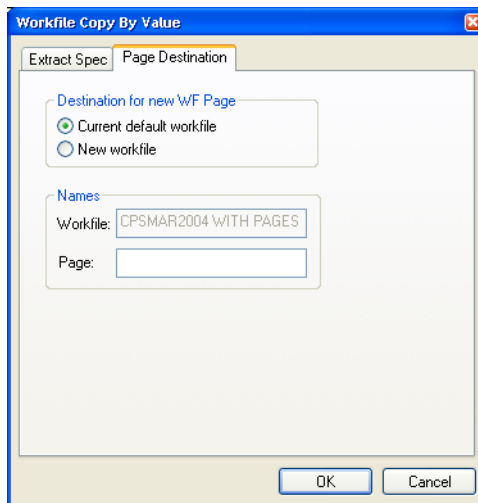 Workfile Copy By Value
Extract Spec Page Destination
Destination for new WF Page
Current default workfile
New workfile
Names
Workfile: CPSMAR2004 WITH PAGES
Page:
OK Cancel